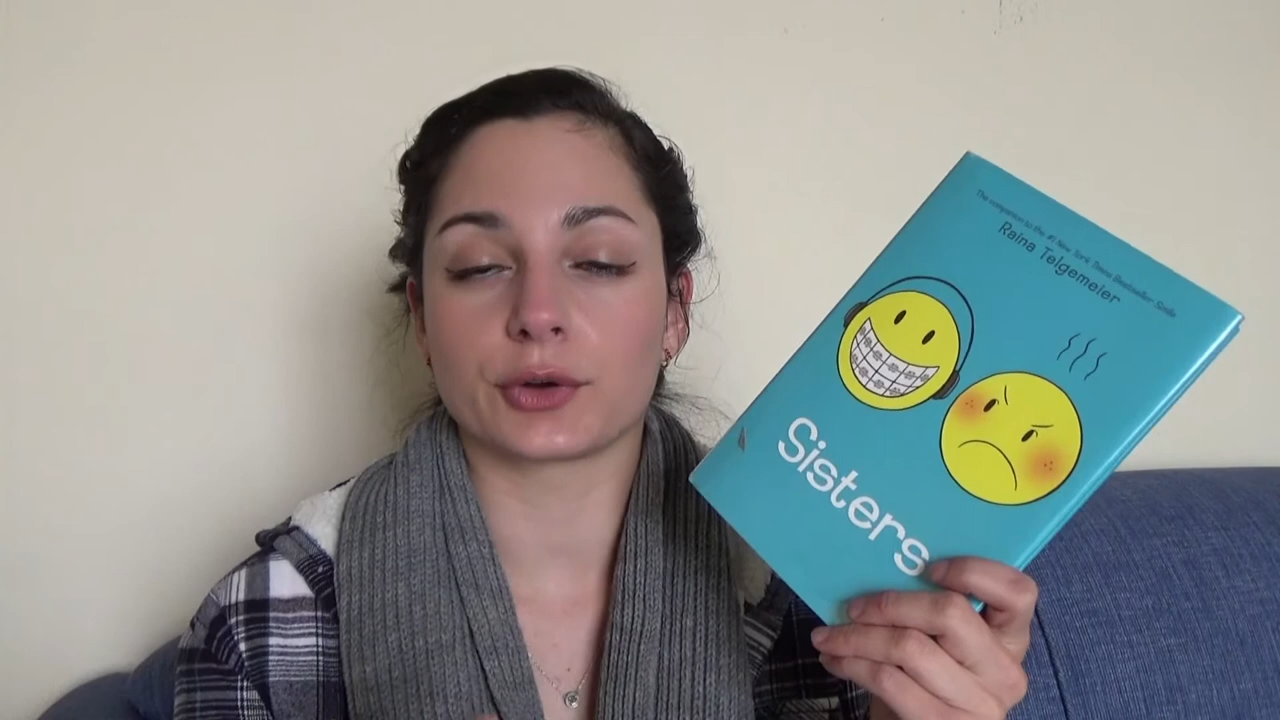 The companion to the #1 New York Times Bestseller Smile
Raina Telgemeier
Sisters